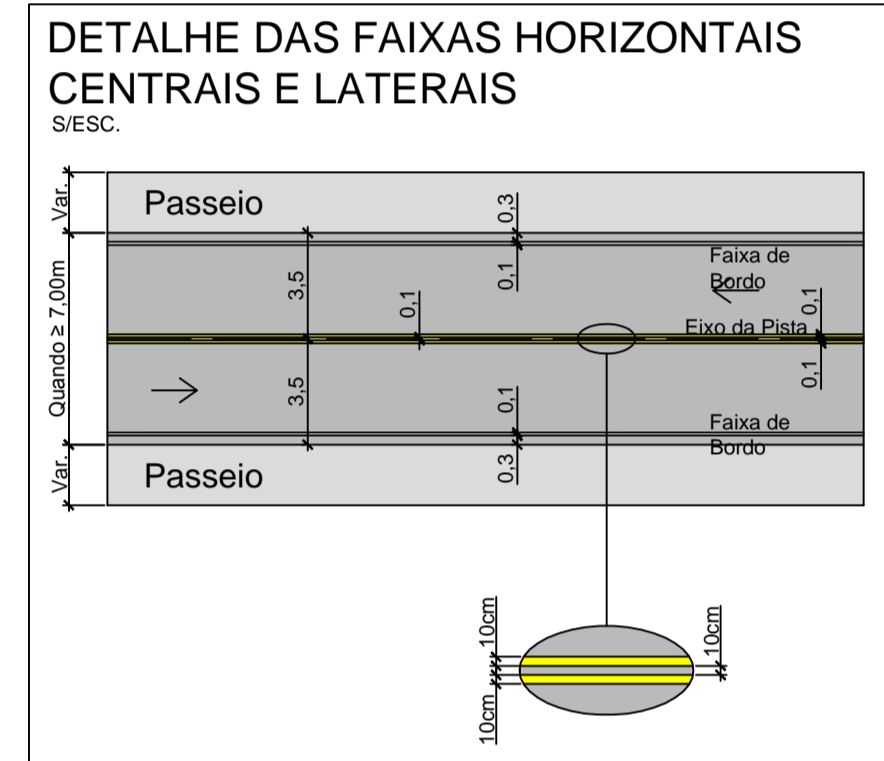 DETALHE DAS FAIXAS HORIZONTAIS
CENTRAIS E LATERAIS
S/ESC.
Var.
Passeio
0,3
Quando ≥ 7,00m
3,5
0,1
0,1
Faixa de
Bordo
0,1
Eixo da Pista
3,5
0,1
0,1
Faixa de
Bordo
Var.
Passeio
0,3
10cm
10cm
10cm